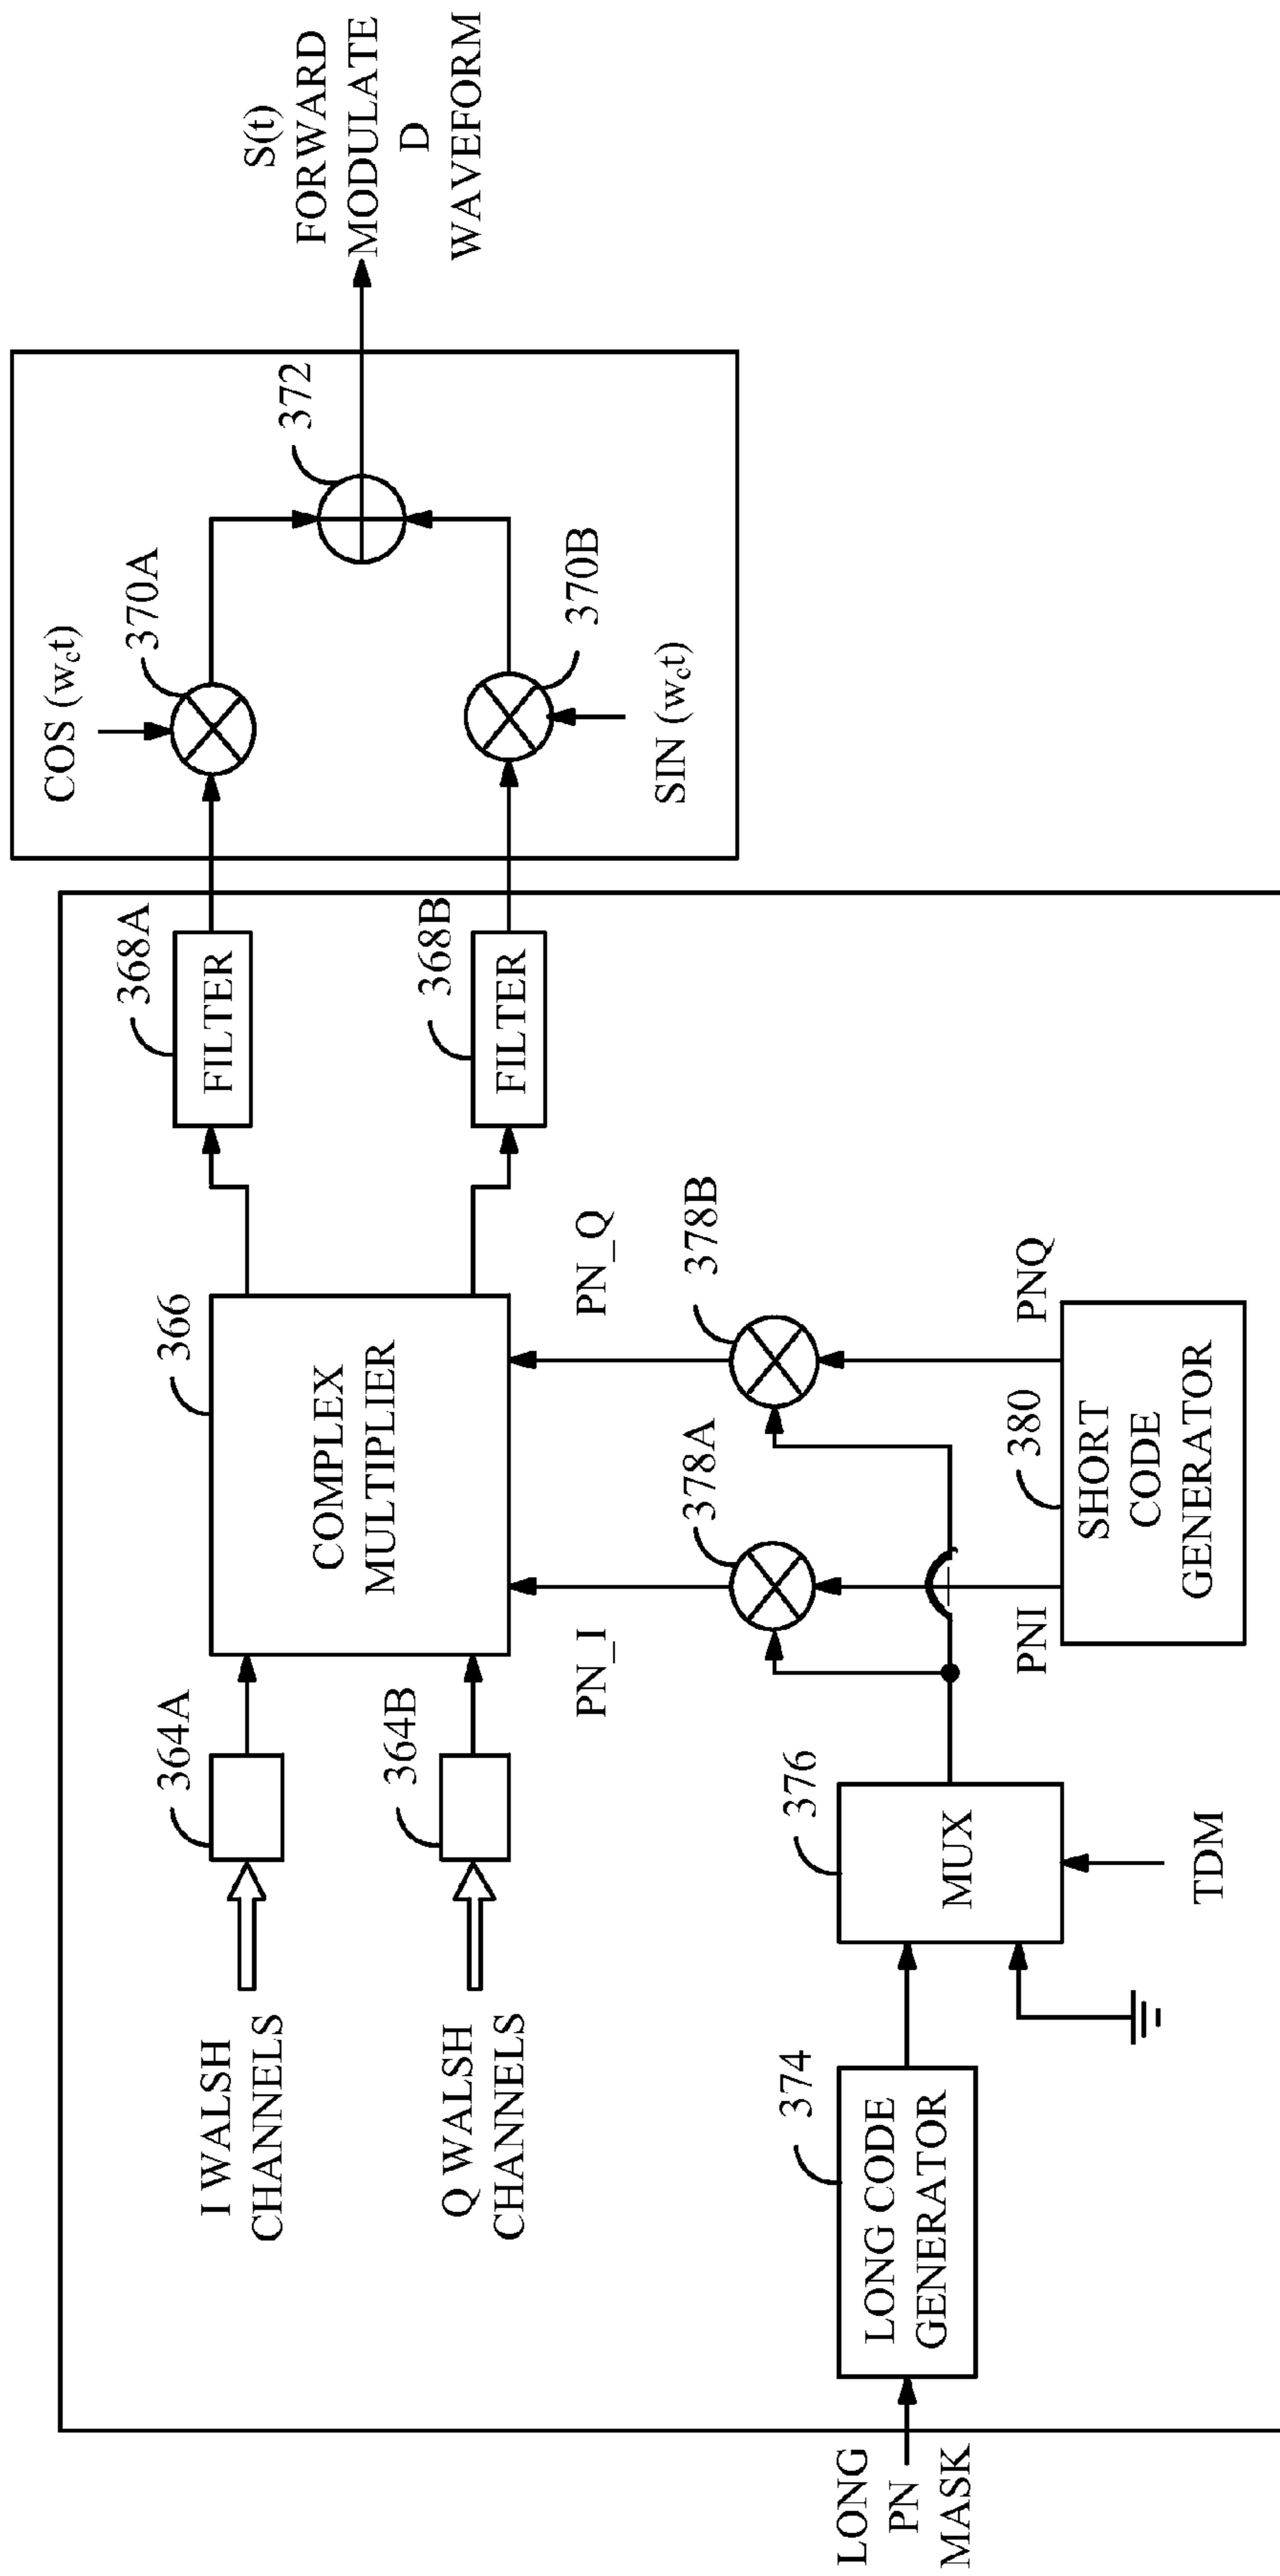 S(t)
FORWARD
MODULATE
D
WAVEFORM
COS (wct)
370A
372
370B
SIN (wct)
368A
FILTER
368B
FILTER
366
COMPLEX
MULTIPLIER
364A
364B
I WALSH
CHANNELS
Q WALSH
CHANNELS
PN_I
PN_Q
378A
378B
PNI
PNQ
380
SHORT
CODE
GENERATOR
376
MUX
TDM
374
LONG CODE
GENERATOR
LONG
PN
MASK